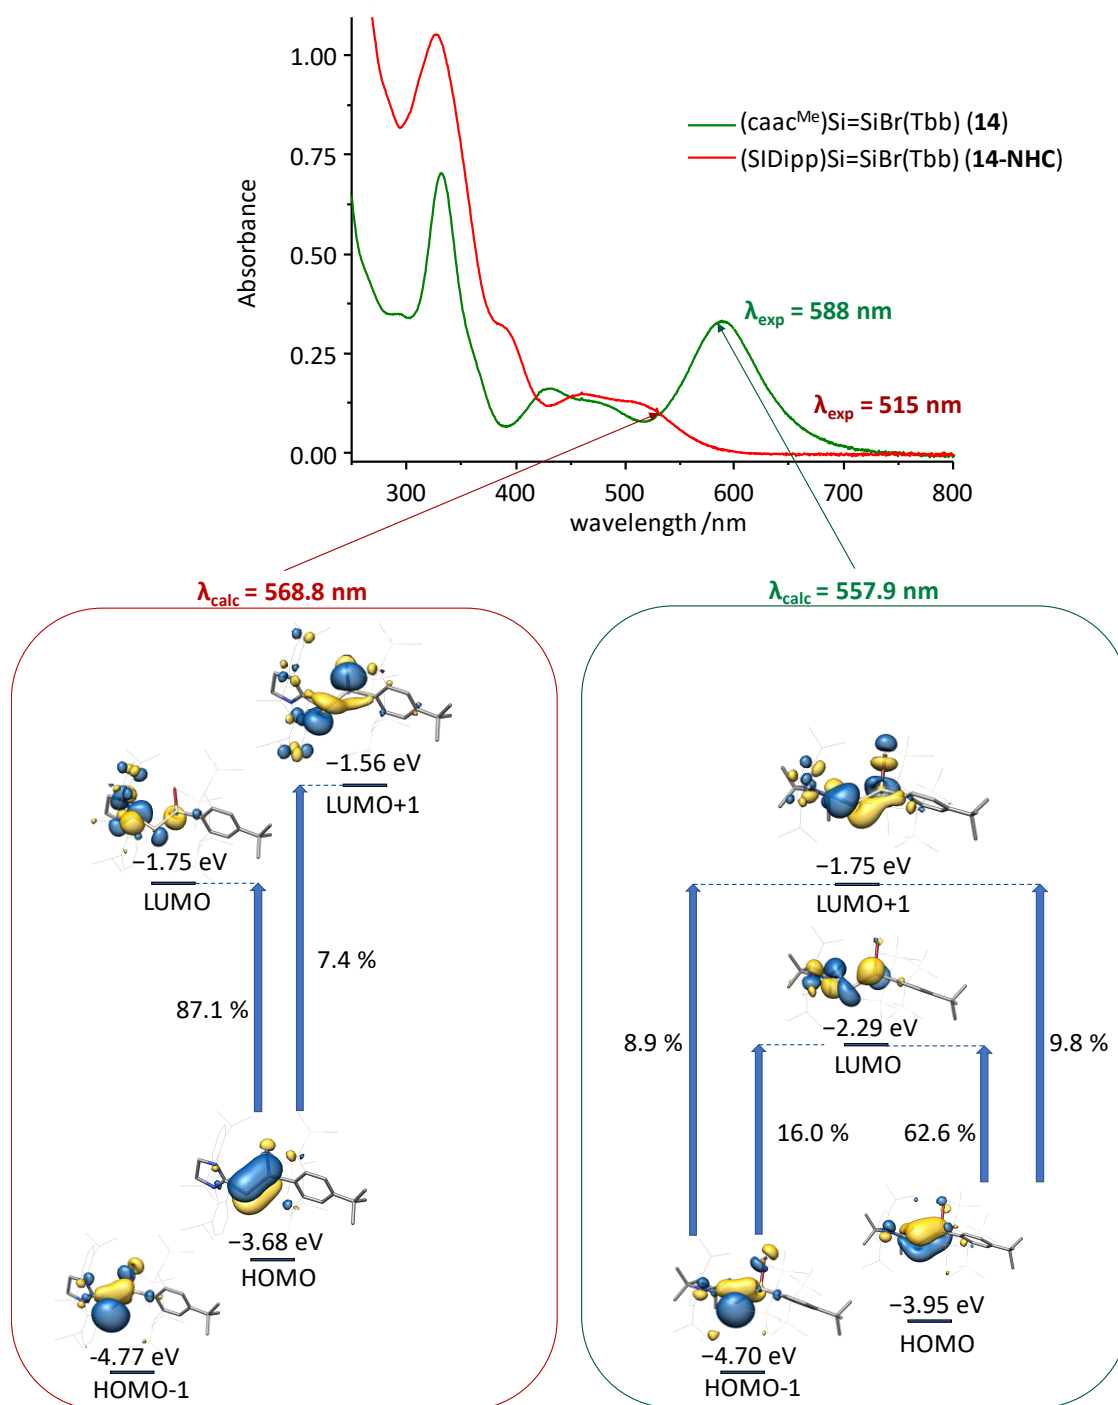 1.00
0.75
0.50
0.25
0.00
Absorbance
(caacMe)Si=SiBr(Tbb) (14)
(SIDipp)Si=SiBr(Tbb) (14-NHC)
λexp = 588 nm
λexp = 515 nm
300 400 500 600 700 800
wavelength /nm
λcalc = 568.8 nm
−1.56 eV
LUMO+1
−1.75 eV
LUMO
7.4 %
87.1 %
−3.68 eV
HOMO
-4.77 eV
HOMO-1
λcalc = 557.9 nm
−1.75 eV
LUMO+1
−2.29 eV
LUMO
8.9 %
9.8 %
16.0 %
62.6 %
−3.95 eV
HOMO
−4.70 eV
HOMO-1